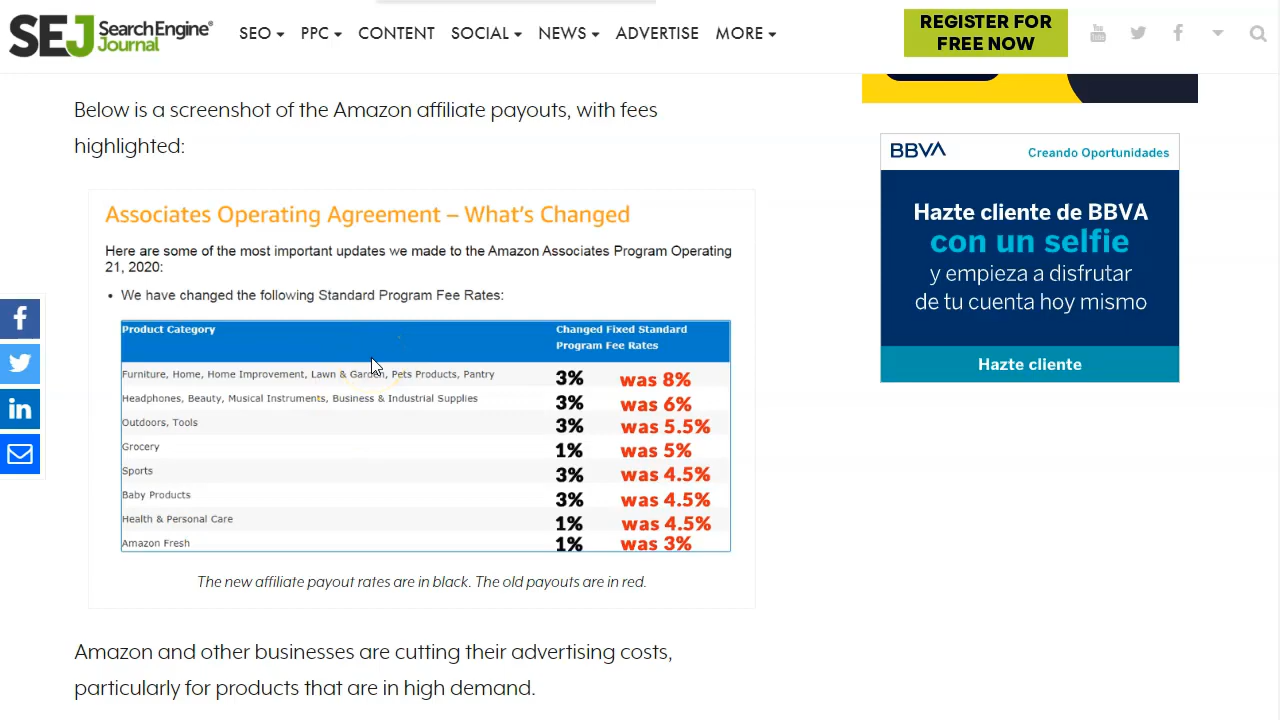 SEJ SearchEngine Journal
SEO PPC CONTENT SOCIAL NEWS ADVERTISE MORE
REGISTER FOR
FREE NOW
Below is a screenshot of the Amazon affiliate payouts, with fees
highlighted:
Associates Operating Agreement – What's Changed
Here are some of the most important updates we made to the Amazon Associates Program Operating
21, 2020:
• We have changed the following Standard Program Fee Rates:
Product Category Changed Fixed Standard
Program Fee Rates
Furniture, Home, Home Improvement, Lawn & Garden, Pets Products, Pantry 3% was 8%
Headphones, Beauty, Musical Instruments, Business & Industrial Supplies 3% was 6%
Outdoors, Tools 3% was 5.5%
Grocery 1% was 5%
Sports 3% was 4.5%
Baby Products 3% was 4.5%
Health & Personal Care 1% was 4.5%
Amazon Fresh 1% was 3%
The new affiliate payout rates are in black. The old payouts are in red.
Amazon and other businesses are cutting their advertising costs,
particularly for products that are in high demand.
BBVA Creando Oportunidades
Hazte cliente de BBVA
con un selfie
y empieza a disfrutar
de tu cuenta hoy mismo
Hazte cliente